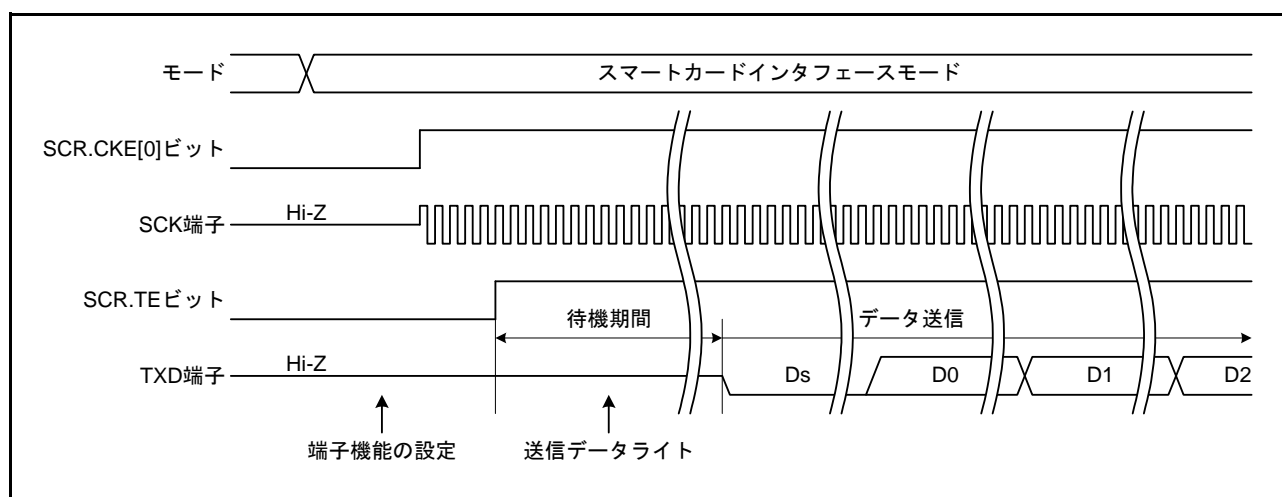 モード
スマートカードインタフェースモード
SCR.CKE[0]ビット
SCK端子
Hi-Z
SCR.TEビット
待機期間
データ送信
TXD端子
Hi-Z
Ds
D0
D1
D2
端子機能の設定
送信データライト